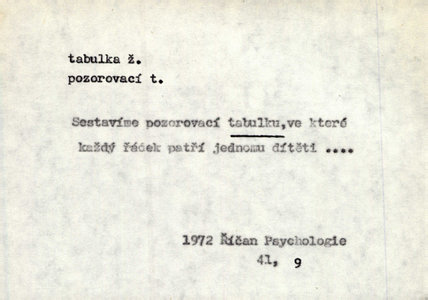 tabulka ž.
pozorovací t.
Sestavíme pozorovací tabulku,ve které
každý řádek patří jednomu dítěti ....
1972 Říčan Psychologie
41, 9